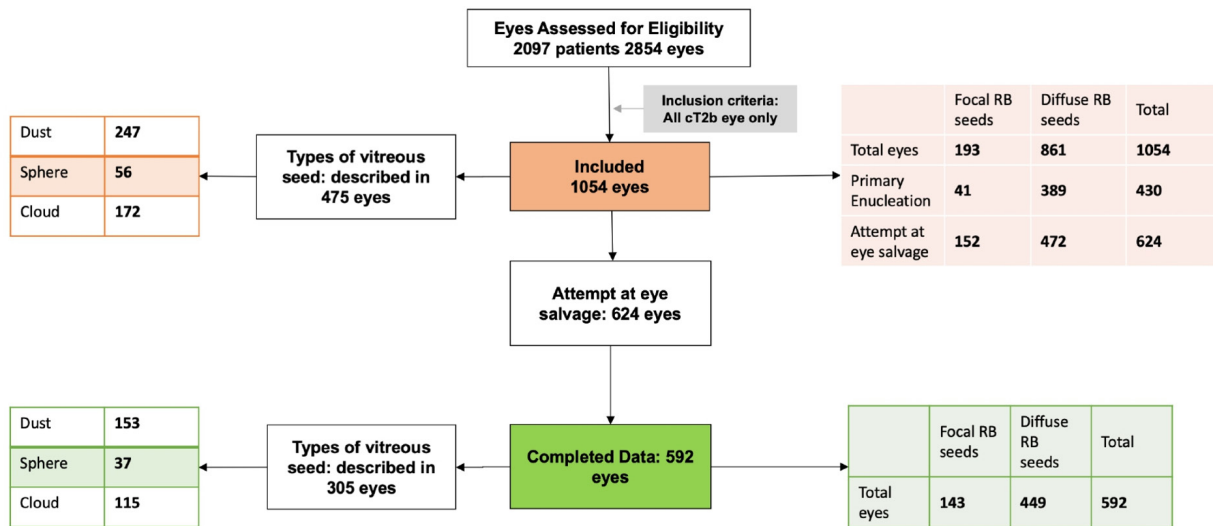 Eyes Assessed for Eligibility
2097 patients 2854 eyes
Inclusion criteria:
All cT2b eye only
Dust 247
Sphere 56
Cloud 172
Types of vitreous
seed: described in
475 eyes
Included
1054 eyes
Focal RB
seeds
Diffuse RB
seeds
Total
Total eyes 193 861 1054
Primary
Enucleation
41 389 430
Attempt at
eye salvage
152 472 624
Attempt at eye
salvage: 624 eyes
Dust 153
Sphere 37
Cloud 115
Types of vitreous
seed: described in
305 eyes
Completed Data: 592
eyes
Focal RB
seeds
Diffuse
RB
seeds
Total
Total
eyes
143 449 592